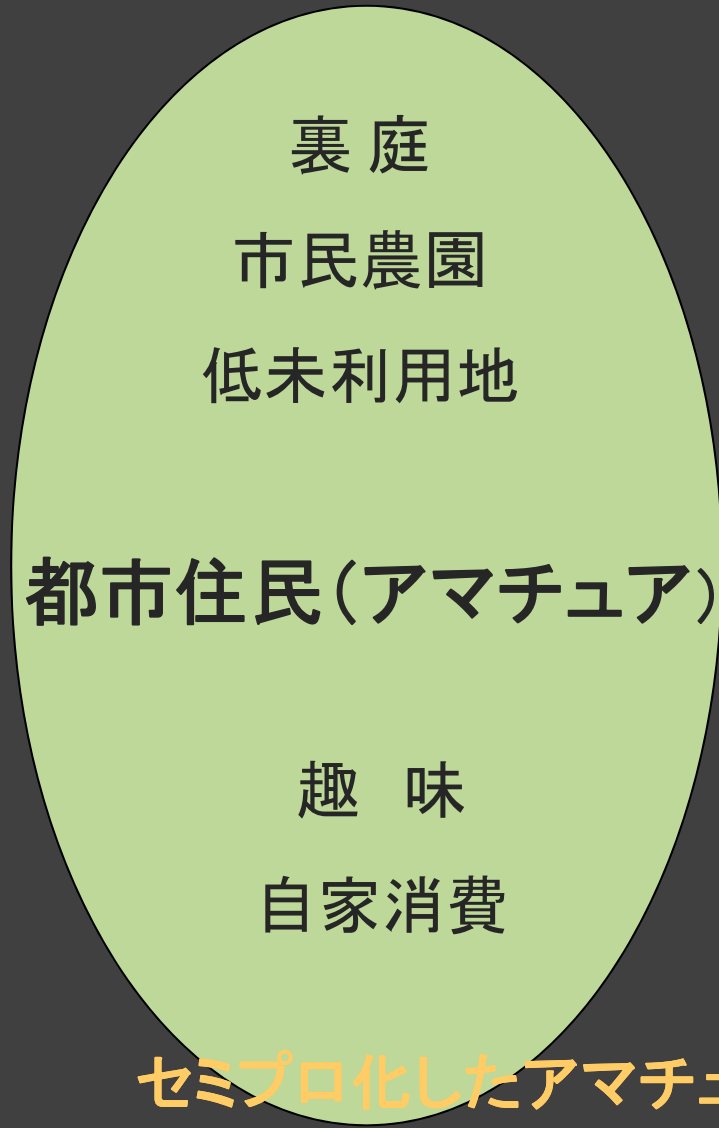 裏庭
市民農園
低未利用地
都市住民(アマチュア)
趣 味
自家消費
セミプロ化したアマチ